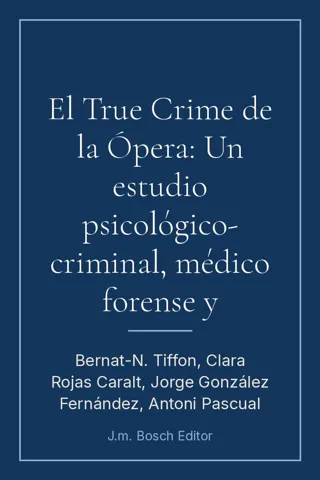 El True Crime de
la Ópera: Un
estudio
psicológico-
criminal, médico
forense y
Bernat-N. Tiffon, Clara
Rojas Caralt, Jorge González
Fernández, Antoni Pascual
J.m. Bosch Editor